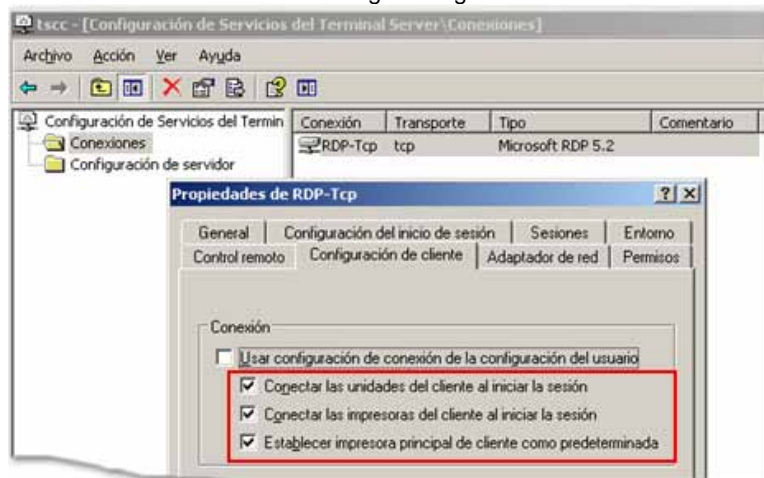 tscc - [Configuración de Servicios del Terminal Server\Conexiones]
Archivo Acción Ver Ayuda
Configuración de Servicios del Termin
Conexiones
Configuración de servidor
Conexión Transporte Tipo Comentario
RDP-Tcp tcp Microsoft RDP 5.2
Propiedades de RDP-Tcp
General Configuración del inicio de sesión Sesiones Entorno
Control remoto Configuración de cliente Adaptador de red Permisos
Conexión
Usar configuración de conexión de la configuración del usuario
Conectar las unidades del cliente al iniciar la sesión
Conectar las impresoras del cliente al iniciar la sesión
Establecer impresora principal de cliente como predeterminada